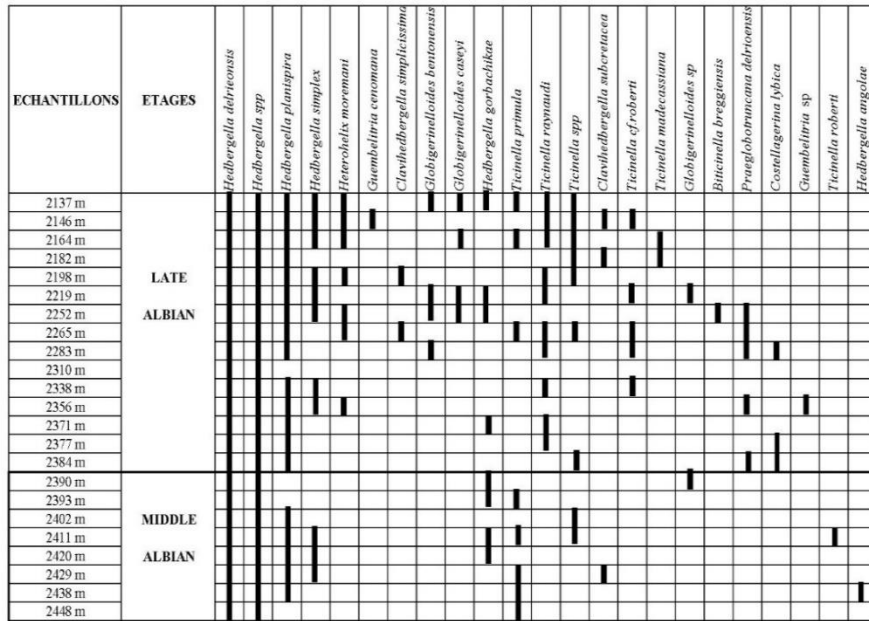 ECHANTILLONS
ETAGES
Hedbergella delrieonsis
Hedbergella spp
Hedbergella planispira
Hedbergella simplex
Heterohelix moremani
Guembelitria cenomana
Clavihedbergella simplicissima
Globigerinelloides bentonensis
Globigerinelloides caseyi
Hedbergella gorbachikae
Ticinella primula
Ticinella raynaudi
Ticinella spp
Clavihedbergella subcretacea
Ticinella cf.roberti
Ticinella madecassiana
Globigerinelloides sp
Biticinella breggiensis
Praeglobotruncana delrioensis
Costellagerina lybica
Guembelitria sp
Ticinella roberti
Hedbergella angolae
2137 m
2146 m
2164 m
2182 m
2198 m
2219 m
2252 m
2265 m
2283 m
2310 m
2338 m
2356 m
2371 m
2377 m
2384 m
LATE
ALBIAN
2390 m
2393 m
2402 m
2411 m
2420 m
2429 m
2438 m
2448 m
MIDDLE
ALBIAN